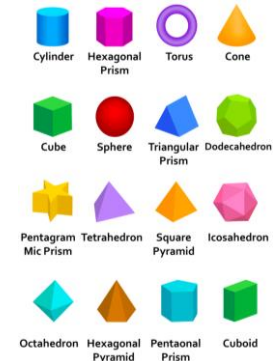 Cylinder
Hexagonal
Prism
Torus
Cone
Cube
Sphere
Triangular
Prism
Dodecahedron
Pentagram
Mic Prism
Tetrahedron
Square
Pyramid
Icosahedron
Octahedron
Hexagonal
Pyramid
Pentaonal
Prism
Cuboid